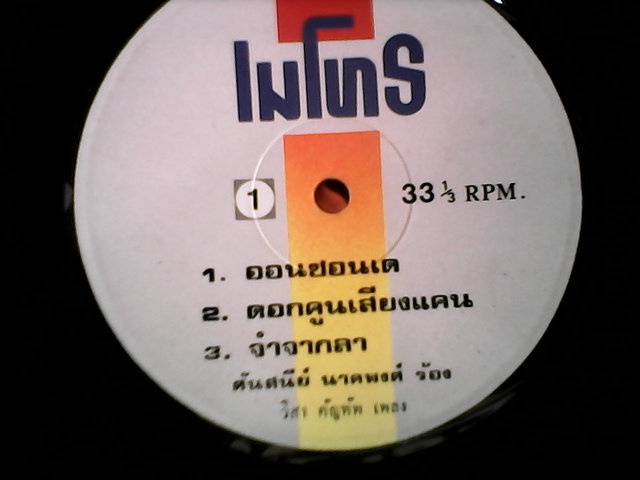 ไมโทร
1 33 ⅓ RPM.
1. ออนซอนเด
2. ดอกคูนเสียงแคน
3. จำจากลา
ศันสนีย์ นาคพงศ์ ร้อง
วิสา คัญทัพ เพลง